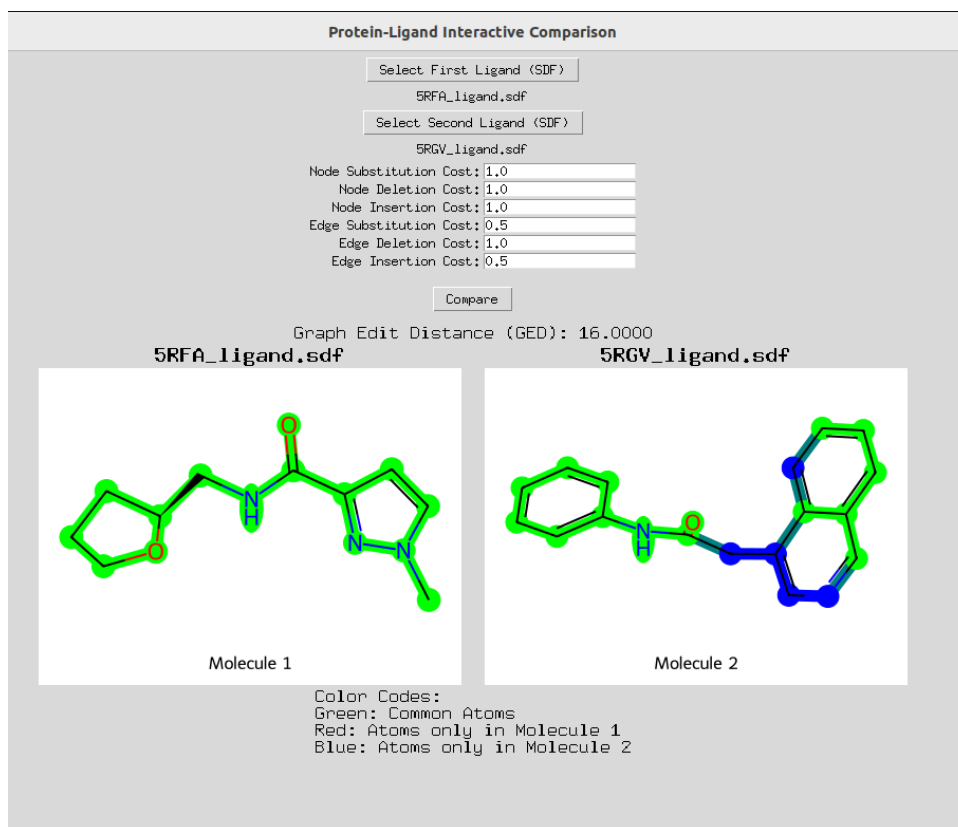 Protein-Ligand Interactive Comparison
Select First Ligand (SDF)
5RFA_ligand.sdf
Select Second Ligand (SDF)
5RGV_ligand.sdf
Node Substitution Cost: 1.0
Node Deletion Cost: 1.0
Node Insertion Cost: 1.0
Edge Substitution Cost: 0.5
Edge Deletion Cost: 1.0
Edge Insertion Cost: 0.5
Compare
Graph Edit Distance (GED): 16.0000
5RFA_ligand.sdf
O
N
H
N
N
O
Molecule 1
5RGV_ligand.sdf
O
N
H
Molecule 2
Color Codes:
Green: Common Atoms
Red: Atoms only in Molecule 1
Blue: Atoms only in Molecule 2